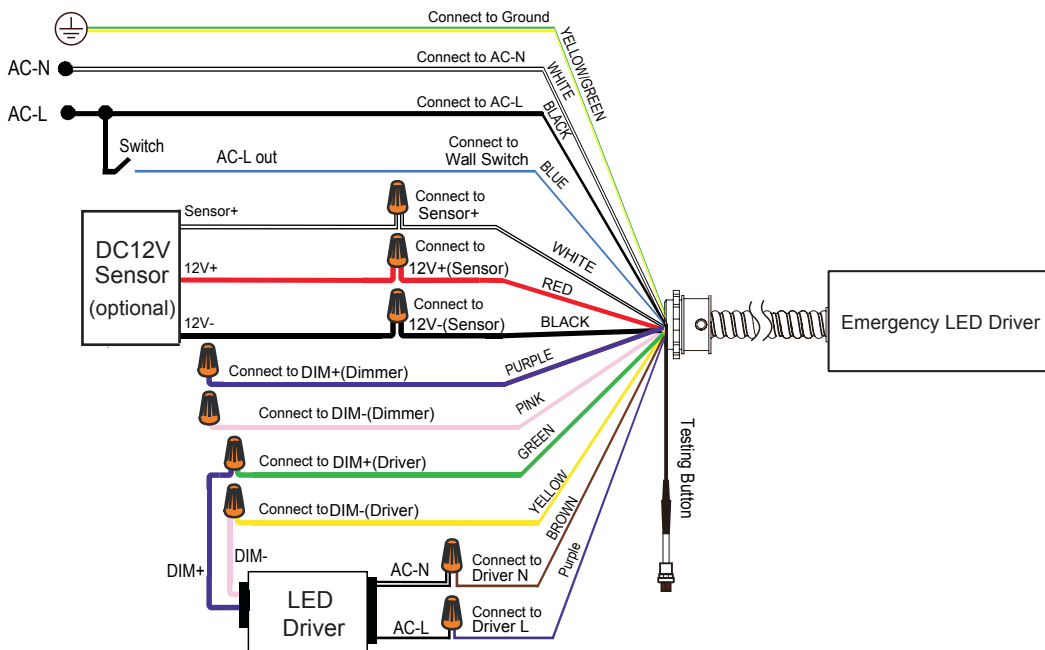 Connect to Ground
YELLOW/GREEN
AC-N
Connect to AC-N
WHITE
AC-L
Connect to AC-L
BLACK
Switch
AC-L out
Connect to
Wall Switch
BLUE
DC12V
Sensor
(optional)
Sensor+
Connect to
Sensor+
WHITE
12V+
Connect to
12V+(Sensor)
RED
12V-
Connect to
12V-(Sensor)
BLACK
Emergency LED Driver
Connect to DIM+(Dimmer)
PURPLE
Connect to DIM-(Dimmer)
PINK
Connect to DIM+(Driver)
GREEN
Connect to DIM-(Driver)
YELLOW
Testing Button
DIM+
DIM-
LED
Driver
AC-N
Connect to
Driver N
BROWN
AC-L
Connect to
Driver L
Purple